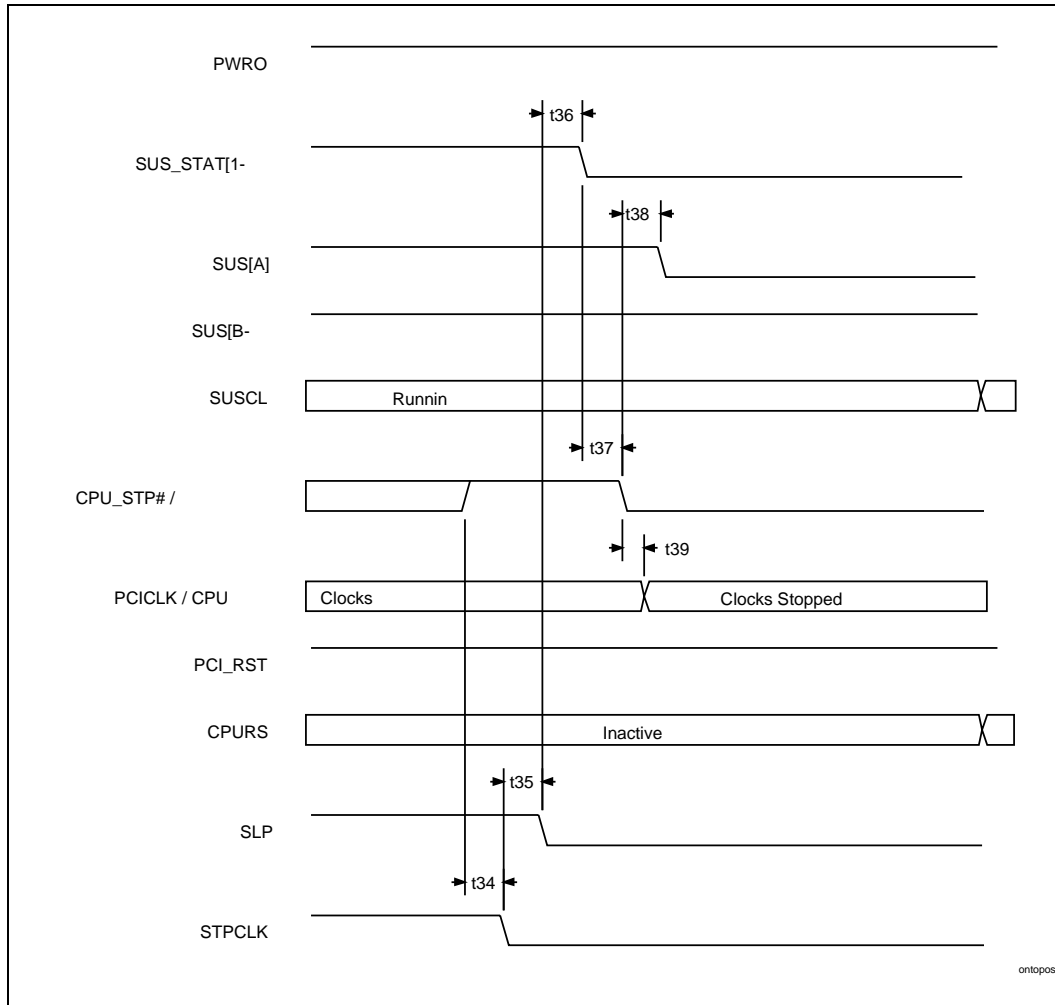 PWRO
t36
SUS_STAT[1-
t38
SUS[A]
SUS[B-
SUSCL
Runnin
t37
CPU_STP# /
t39
PCICLK / CPU
Clocks
Clocks Stopped
PCI_RST
CPURS
Inactive
t35
SLP
t34
STPCLK
ontopos